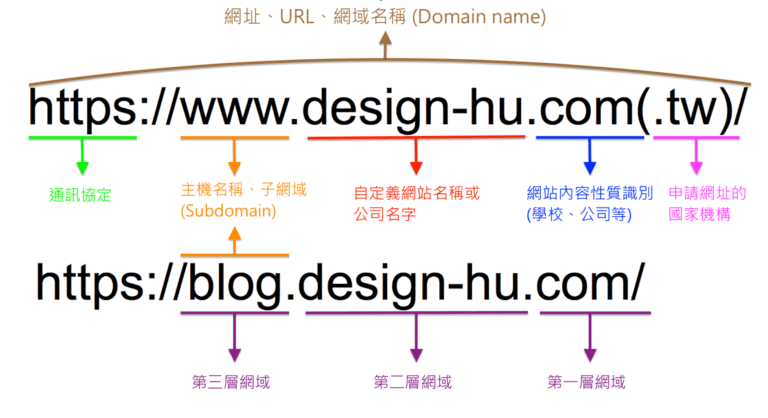 網址、URL、網域名稱 (Domain name)
https://www.design-hu.com(.tw)/
通訊協定
主機名稱、子網域
(Subdomain)
自定義網站名稱或
公司名字
網站內容性質識別
(學校、公司等)
申請網址的
國家機構
https://blog.design-hu.com/
第三層網域
第二層網域
第一層網域